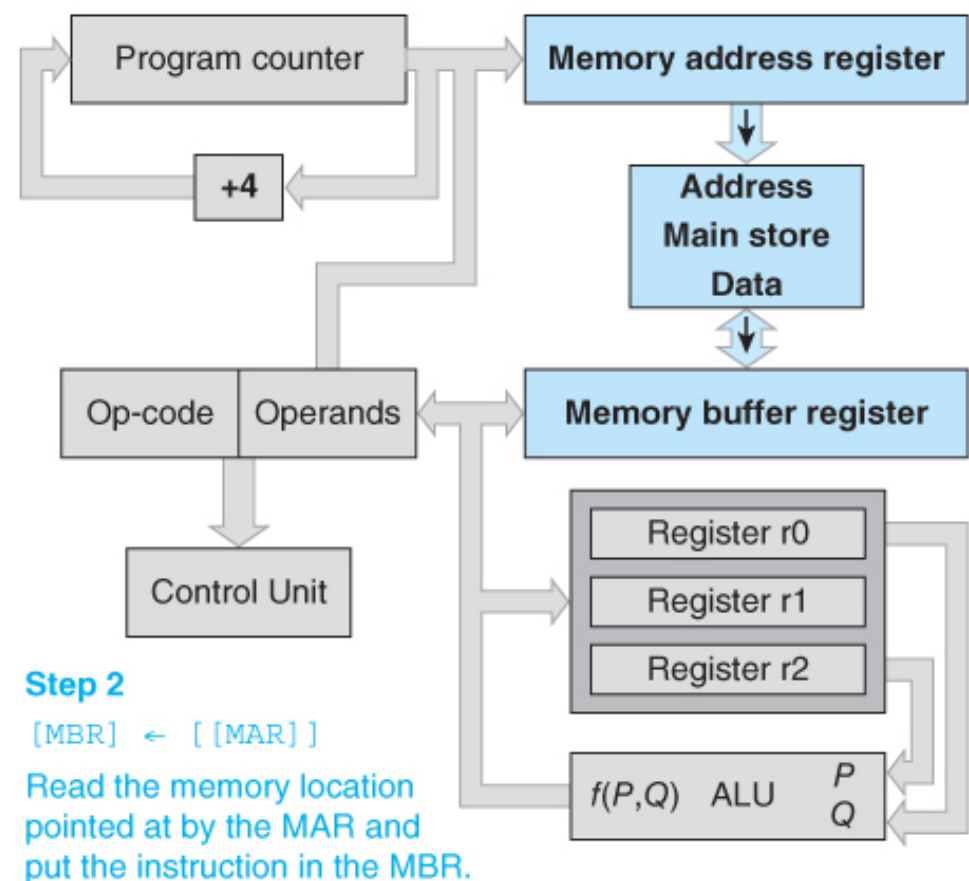 Program counter
Memory address register
+4
Address
Main store
Data
Op-code
Operands
Memory buffer register
Control Unit
Register r0
Register r1
Register r2
f(P,Q) ALU P
Q
Step 2
[MBR] ← [[MAR]]
Read the memory location
pointed at by the MAR and
put the instruction in the MBR.